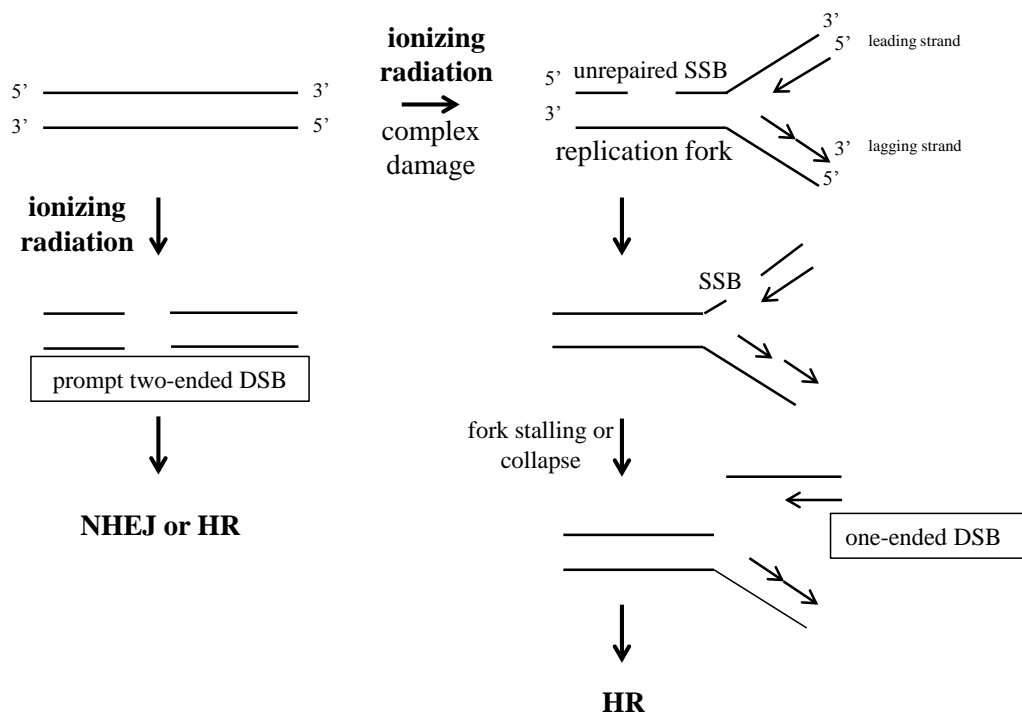 ionizing
radiation
complex
damage
5’
3’
3’
5’
5’
unrepaired SSB
3’
replication fork
3’
5’
leading strand
3’
lagging strand
5’
ionizing
radiation
SSB
prompt two-ended DSB
fork stalling or
collapse
NHEJ or HR
one-ended DSB
HR